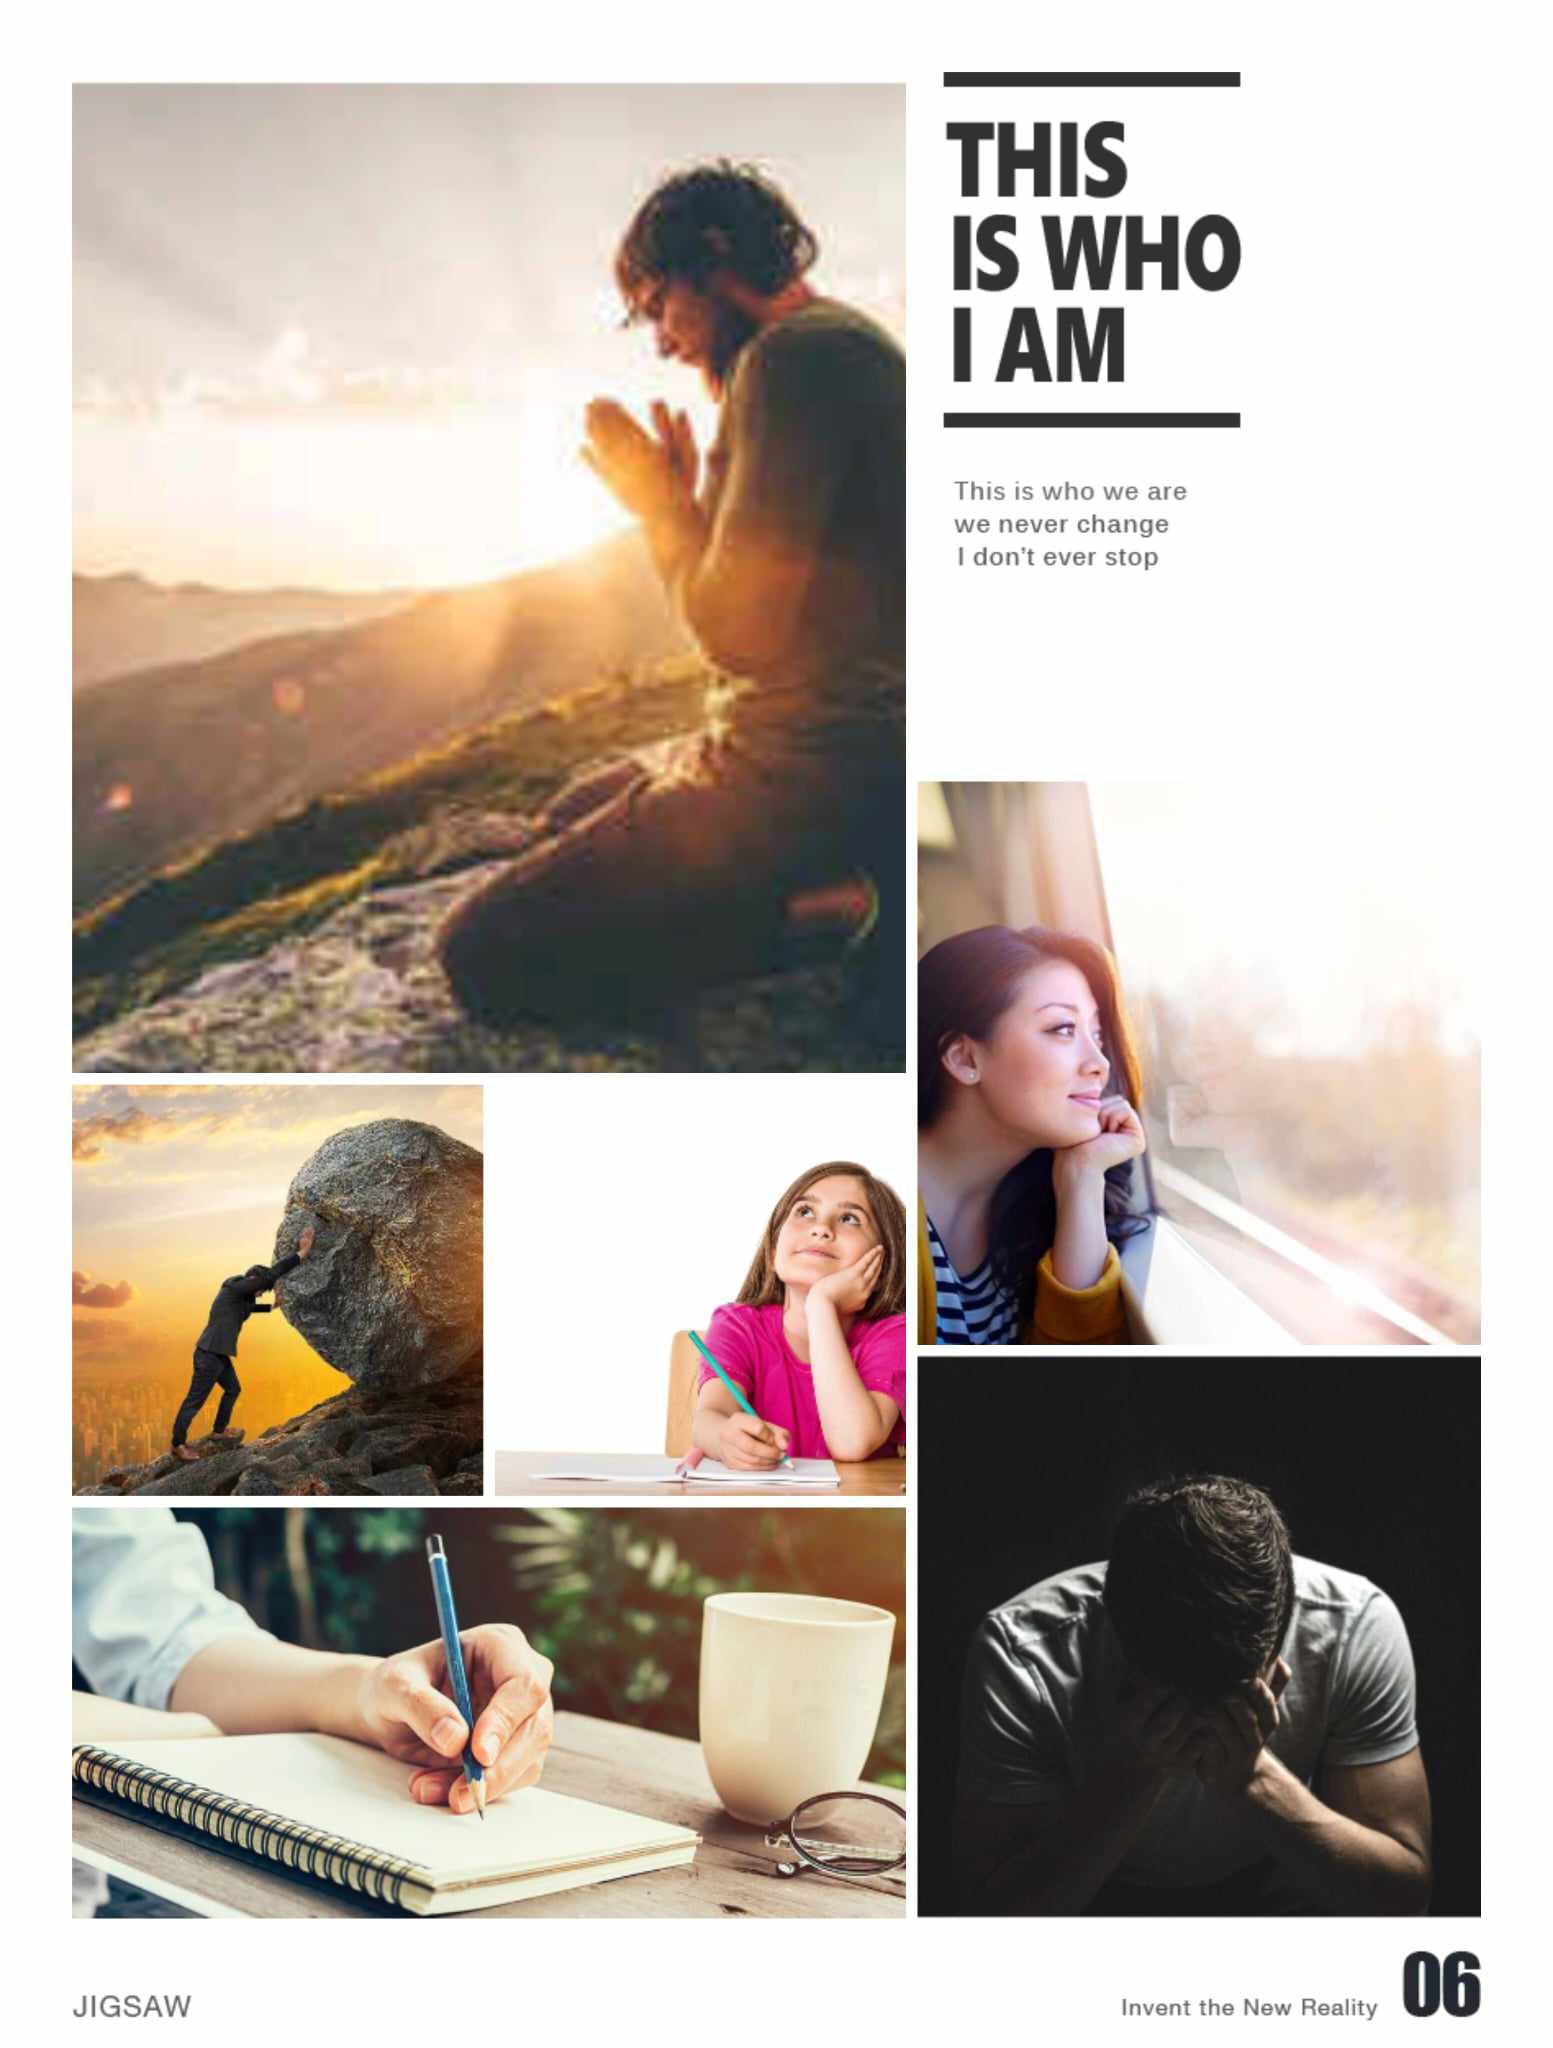 THIS
IS WHO
I AM
This is who we are
we never change
I don't ever stop
JIGSAW
Invent the New Reality 06